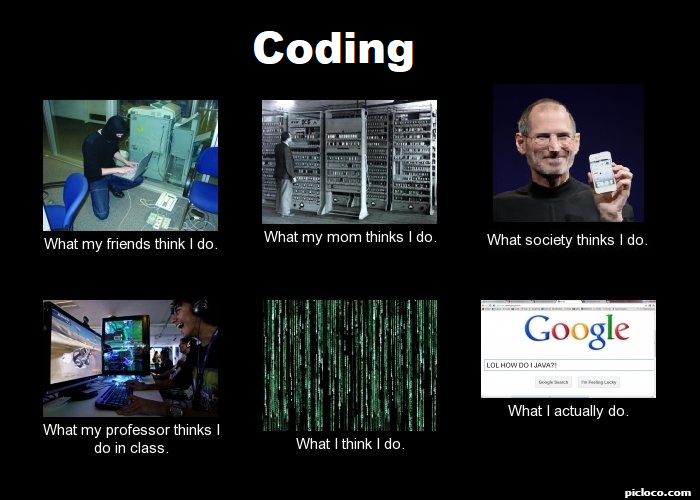 Coding
What my friends think I do.
What my mom thinks I do.
What society thinks I do.
What my professor thinks I
do in class.
What I think I do.
Google
LOL HOW DO I JAVA?!
Google Search
I'm Feeling Lucky
What I actually do.
picloco.com